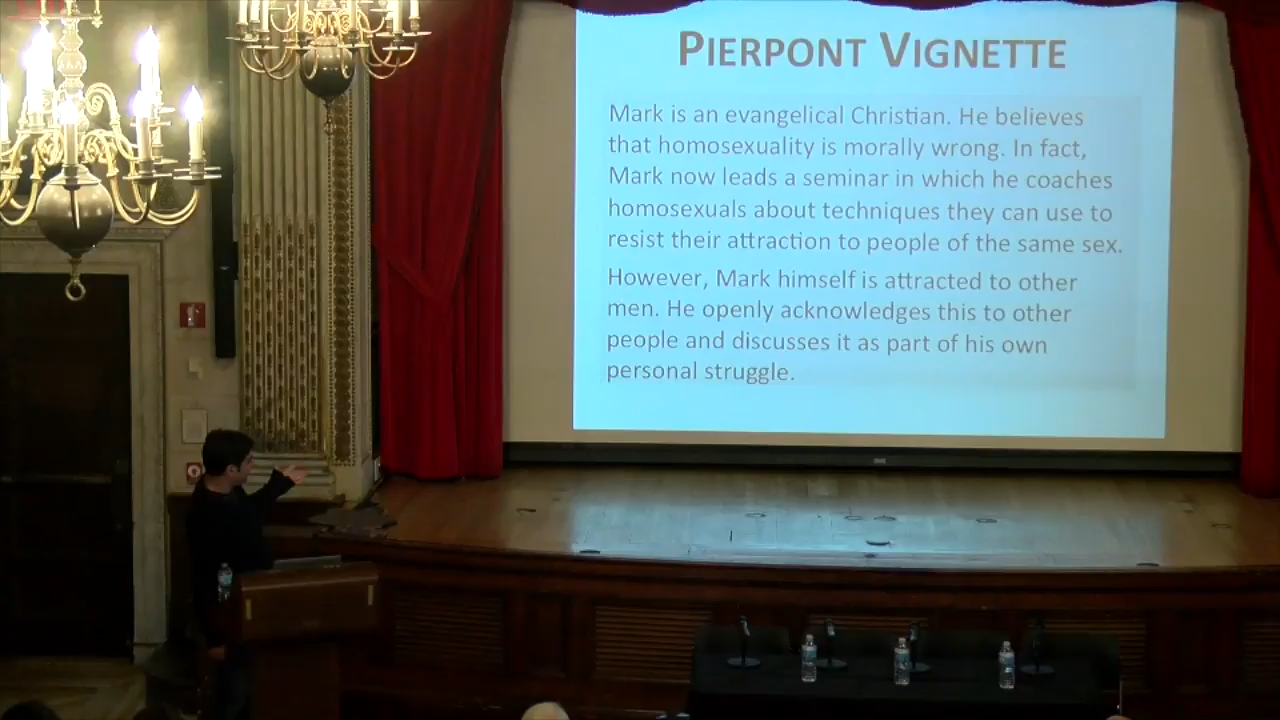 PIERPONT VIGNETTE
Mark is an evangelical Christian. He believes
that homosexuality is morally wrong. In fact,
Mark now leads a seminar in which he coaches
homosexuals about techniques they can use to
resist their attraction to people of the same sex.
However, Mark himself is attracted to other
men. He openly acknowledges this to other
people and discusses it as part of his own
personal struggle.